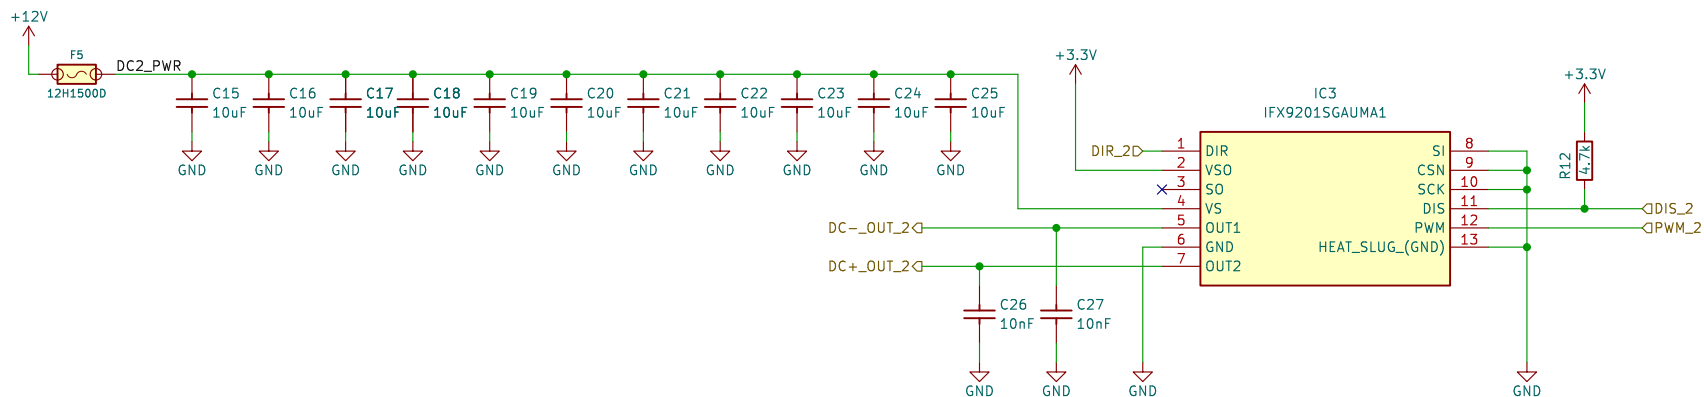 +12V
F5
12H1500D
DC2_PWR
C15
10uF
GND
C16
10uF
GND
C17
10uF
GND
C18
10uF
GND
C19
10uF
GND
C20
10uF
GND
C21
10uF
GND
C22
10uF
GND
C23
10uF
GND
C24
10uF
GND
C25
10uF
GND
+3.3V
IC3
IFX9201SGAUMA1
DIR_2
1 DIR
2 VSO
3 SO
4 VS
DC-_OUT_2
5 OUT1
6 GND
DC+_OUT_2
7 OUT2
SI 8
CSN 9
SCK 10
DIS 11
PWM 12
HEAT_SLUG_(GND) 13
+3.3V
R12
4.7k
DIS_2
PWM_2
C26
10nF
GND
C27
10nF
GND
GND
GND